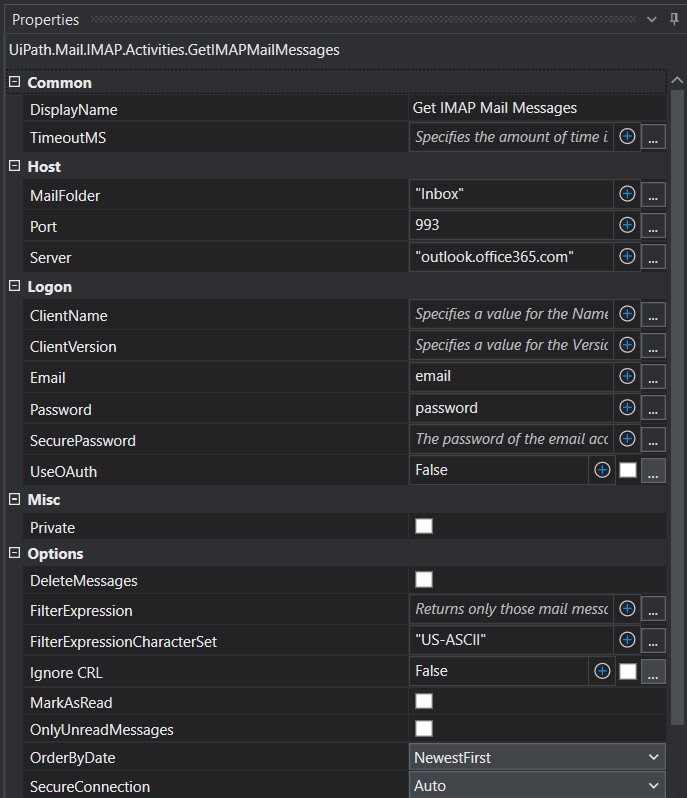 Properties
UiPath.Mail.IMAP.Activities.GetIMAPMailMessages
Common
DisplayName Get IMAP Mail Messages
TimeoutMS Specifies the amount of time i
Host
MailFolder "Inbox" ...
Port 993 ...
Server "outlook.office365.com" ...
Logon
ClientName Specifies a value for the Name ...
ClientVersion Specifies a value for the Versic ...
Email email ...
Password password ...
SecurePassword The password of the email acc ...
UseOAuth False ...
Misc
Private
Options
DeleteMessages
FilterExpression Returns only those mail messa ...
FilterExpressionCharacterSet "US-ASCII" ...
Ignore CRL False ...
MarkAsRead
OnlyUnreadMessages
OrderByDate NewestFirst
SecureConnection Auto